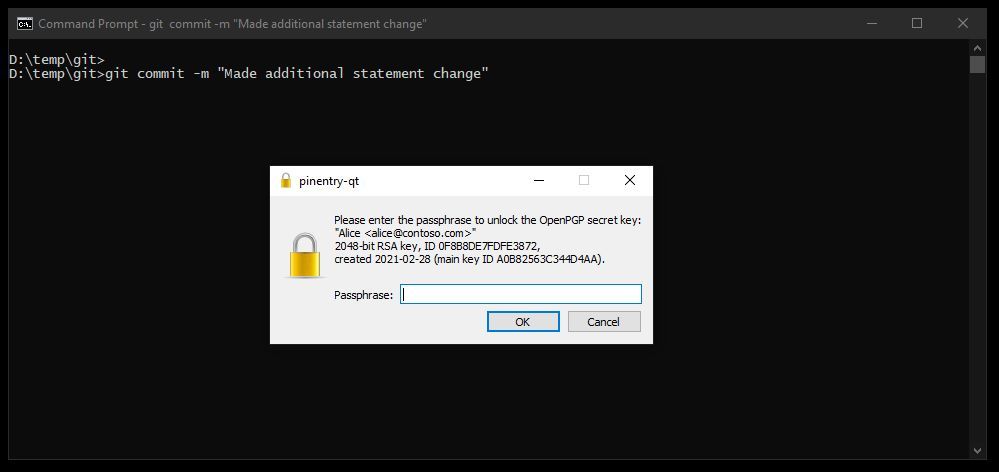 Command Prompt - git  commit -m "Made additional statement change"
D:\temp\git>
D:\temp\git>git commit -m "Made additional statement change"
pinentry-qt
Please enter the passphrase to unlock the OpenPGP secret key:
"Alice <alice@contoso.com>"
2048-bit RSA key, ID 0F8B8DE7FDFE3872,
created 2021-02-28 (main key ID A0B82563C344D4AA).
Passphrase:
OK
Cancel